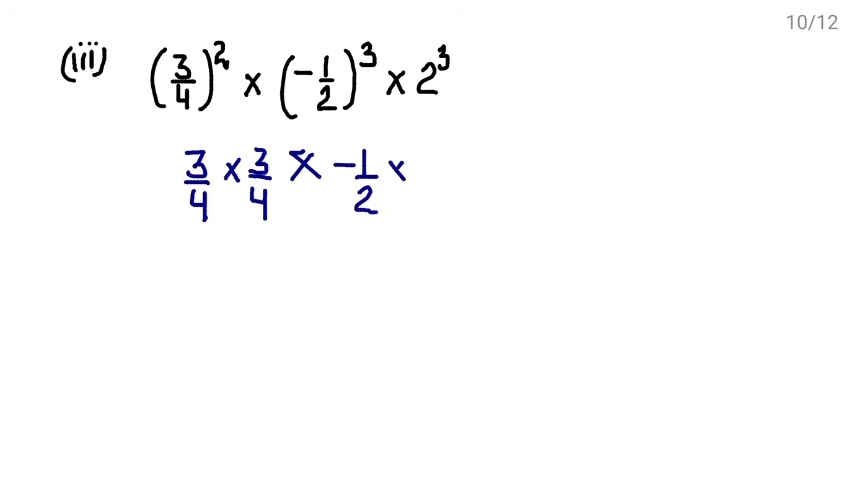 10/12
(iii) (3/4)² × (-1/2)³ × 2³
3/4 × 3/4 × -1/2 ×